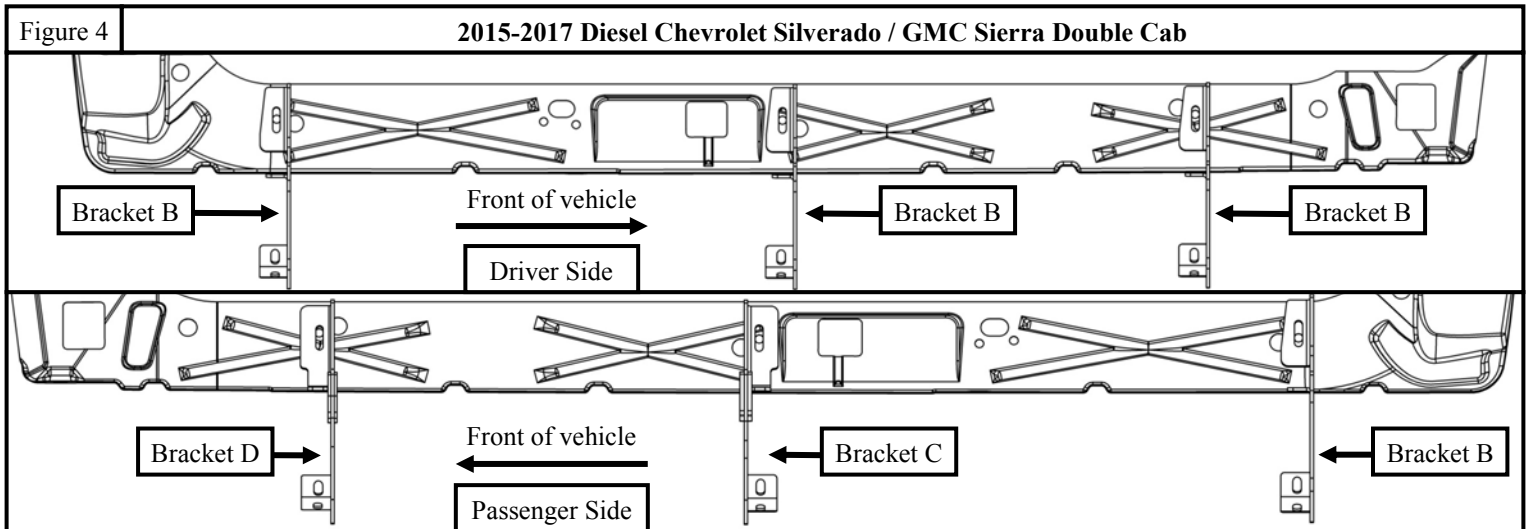 Figure 4
2015-2017 Diesel Chevrolet Silverado / GMC Sierra Double Cab
Bracket B
Front of vehicle
Driver Side
Bracket B
Bracket B
Bracket D
Front of vehicle
Passenger Side
Bracket C
Bracket B